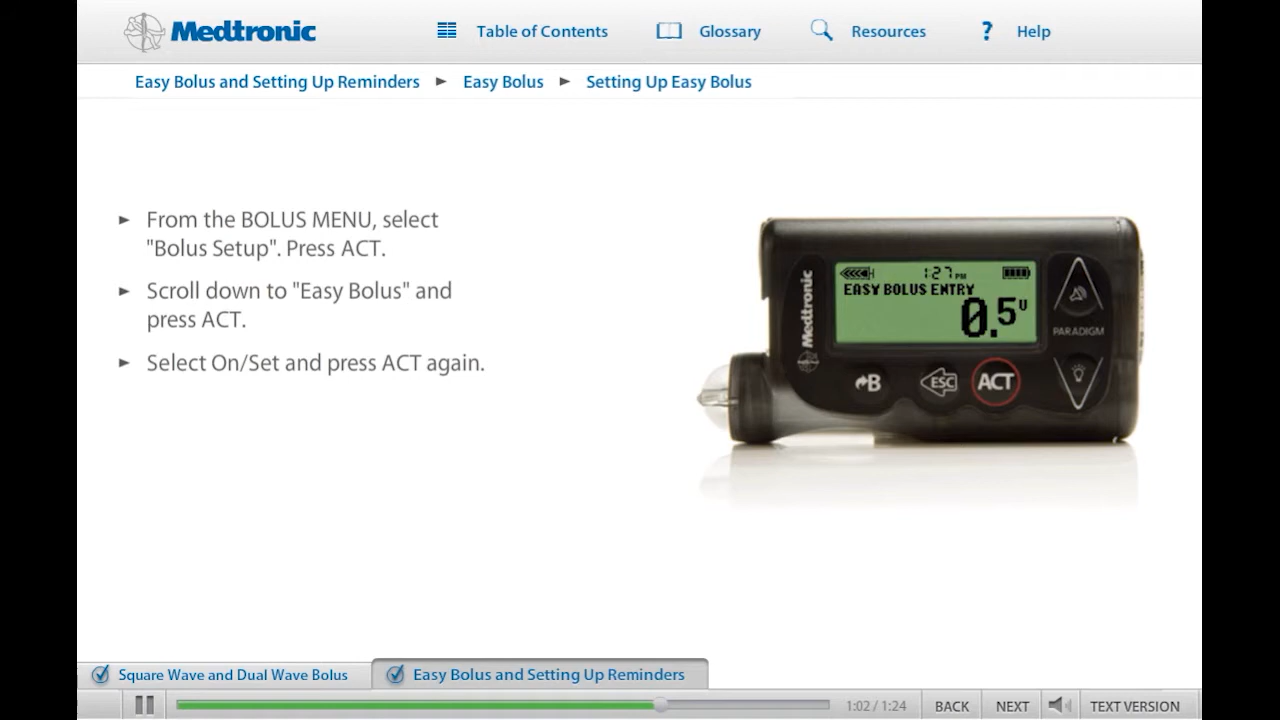 Medtronic
Table of Contents
Glossary
Resources
? Help
Easy Bolus and Setting Up Reminders ► Easy Bolus ► Setting Up Easy Bolus
► From the BOLUS MENU, select
"Bolus Setup". Press ACT.
► Scroll down to "Easy Bolus" and
press ACT.
► Select On/Set and press ACT again.
Medtronic
1:27 PM
EASY BOLUS ENTRY
0.5U
PARADIGM
B
ESC
ACT
Square Wave and Dual Wave Bolus
Easy Bolus and Setting Up Reminders
1:02 / 1:24
BACK
NEXT
TEXT VERSION